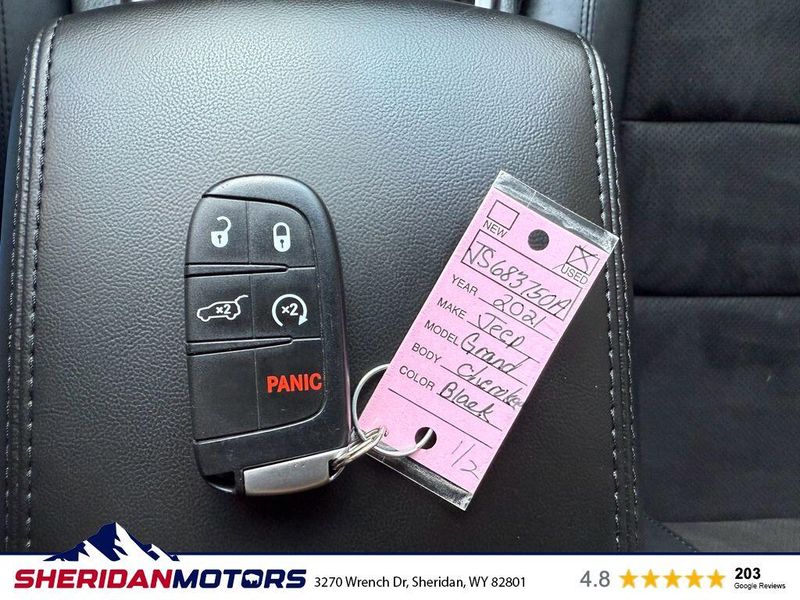 x2
x2
PANIC
NEW
USED
JS683750A
YEAR 2021
MAKE Jeep
MODEL Grand
BODY Cherokee
COLOR Black
1/2
SHERIDANMOTORS
3270 Wrench Dr, Sheridan, WY 82801
4.8
203
Google Reviews